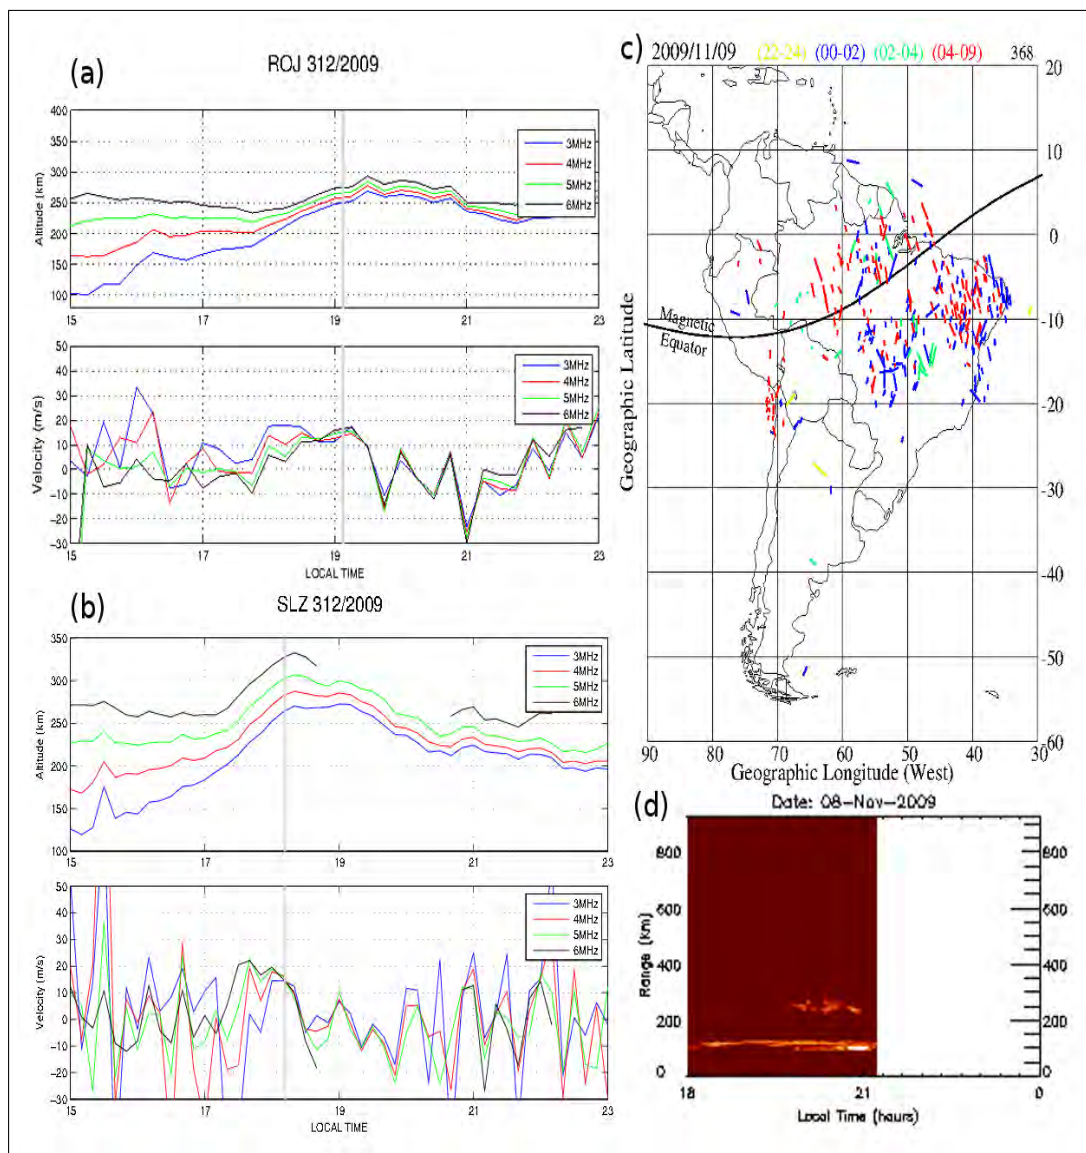 (a)
ROJ 312/2009
Altitude (km)
400
350
300
250
200
150
100
3MHz
4MHz
5MHz
6MHz
15 17 19 21 23
Velocity (m/s)
50
40
30
20
10
0
-10
-20
-30
3MHz
4MHz
5MHz
6MHz
15 17 19 21 23
LOCAL TIME
(b)
SLZ 312/2009
Altitude (km)
350
300
250
200
150
100
3MHz
4MHz
5MHz
6MHz
15 17 19 21 23
Velocity (m/s)
50
40
30
20
10
0
-10
-20
-30
3MHz
4MHz
5MHz
6MHz
15 17 19 21 23
LOCAL TIME
c)
2009/11/09 (22-24) (00-02) (02-04) (04-09) 368
Geographic Latitude
20
10
0
-10
-20
-30
-40
-50
-60
Magnetic
Equator
90 80 70 60 50 40 30
Geographic Longitude (West)
(d)
Date: 08-Nov-2009
Range (km)
800 800
600 600
400 400
200 200
0 0
18 21 0
Local Time (hours)